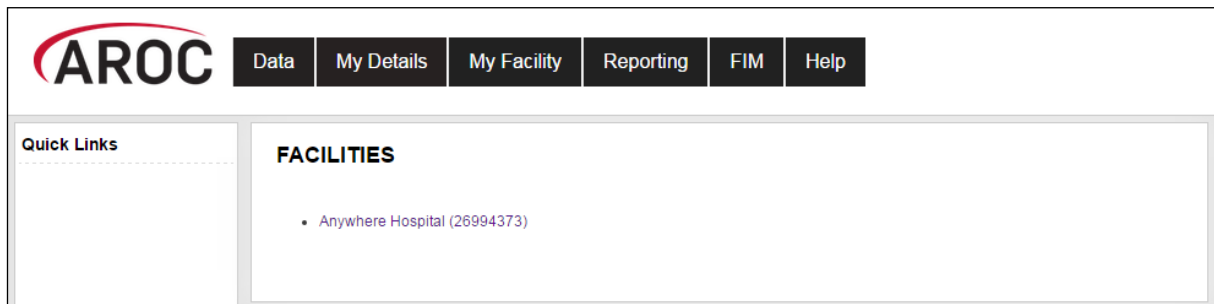 AROC
Data My Details My Facility Reporting FIM Help
Quick Links
FACILITIES
• Anywhere Hospital (26994373)